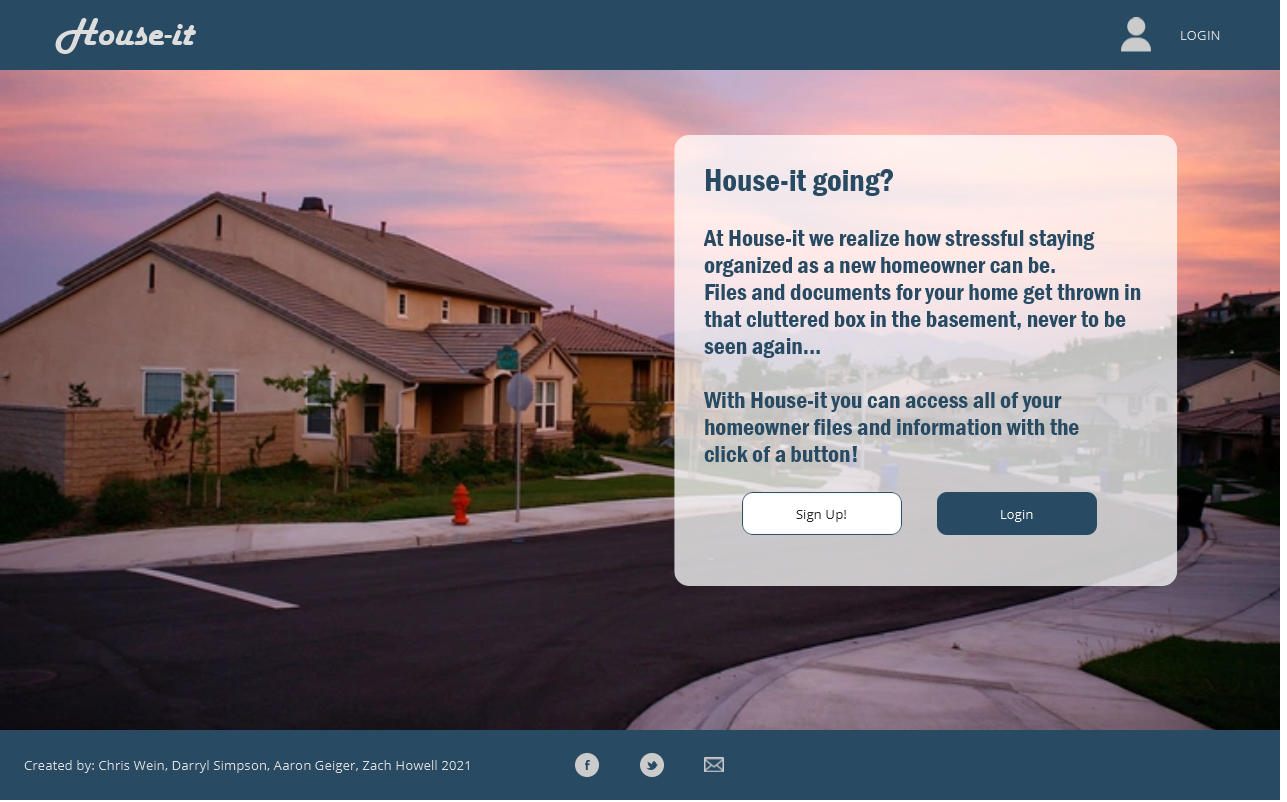 House-it
LOGIN
House-it going?
At House-it we realize how stressful staying
organized as a new homeowner can be.
Files and documents for your home get thrown in
that cluttered box in the basement, never to be
seen again...
With House-it you can access all of your
homeowner files and information with the
click of a button!
Sign Up!
Login
Created by: Chris Wein, Darryl Simpson, Aaron Geiger, Zach Howell 2021